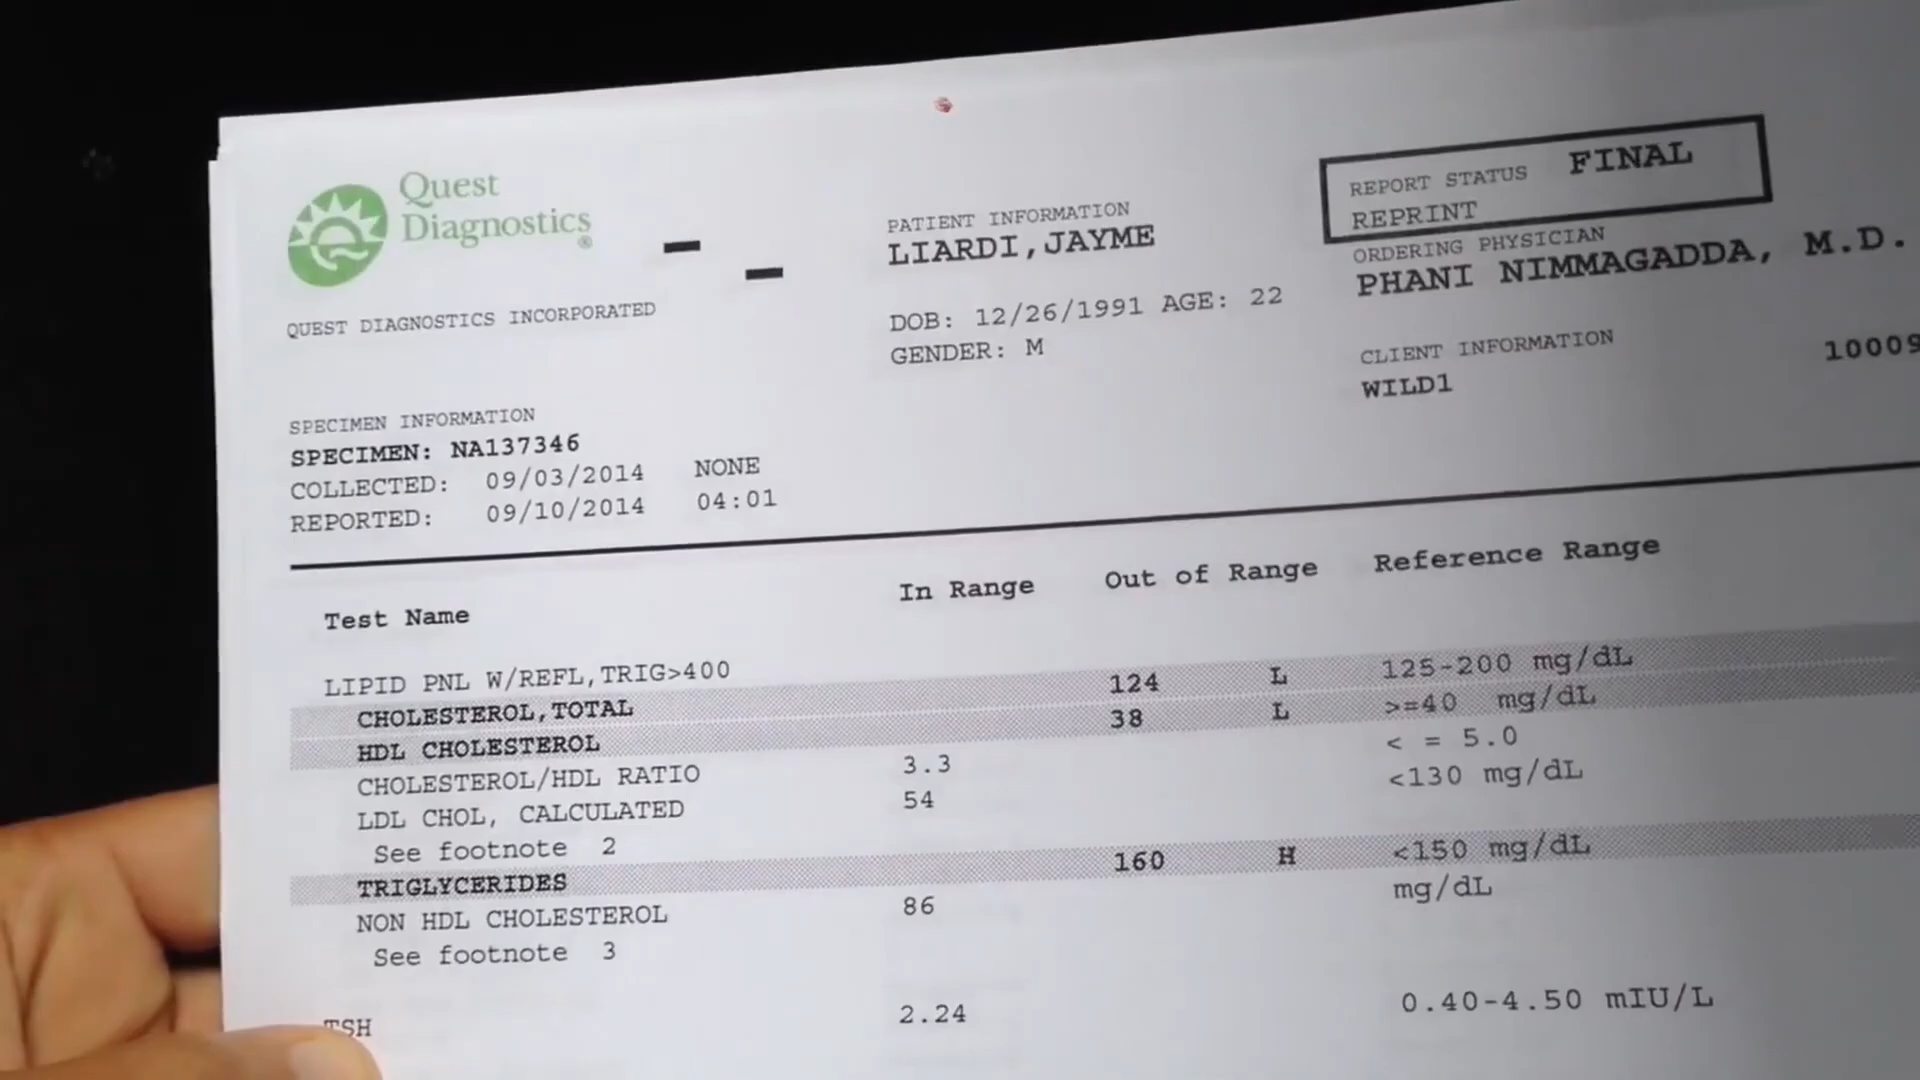 Quest
Diagnostics®
QUEST DIAGNOSTICS INCORPORATED
PATIENT INFORMATION
LIARDI,JAYME
DOB: 12/26/1991 AGE: 22
GENDER: M
REPORT STATUS FINAL
REPRINT
ORDERING PHYSICIAN
PHANI NIMMAGADDA, M.D.
CLIENT INFORMATION
10009
WILD1
SPECIMEN INFORMATION
SPECIMEN: NA137346
COLLECTED: 09/03/2014 NONE
REPORTED: 09/10/2014 04:01
Test Name In Range Out of Range Reference Range
LIPID PNL W/REFL,TRIG>400
CHOLESTEROL,TOTAL 124 L 125-200 mg/dL
HDL CHOLESTEROL 38 L >=40 mg/dL
CHOLESTEROL/HDL RATIO 3.3 < = 5.0
LDL CHOL, CALCULATED 54 <130 mg/dL
See footnote 2
TRIGLYCERIDES 160 H <150 mg/dL
NON HDL CHOLESTEROL 86 mg/dL
See footnote 3
TSH 2.24 0.40-4.50 mIU/L